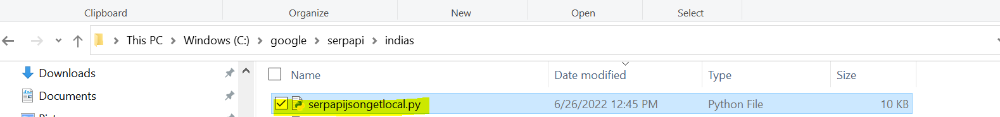 Clipboard Organize New Open Select
This PC > Windows (C:) > google > serpapi > indias
Downloads
Name Date modified Type Size
Documents
serpapijsongetlocal.py 6/26/2022 12:45 PM Python File 10 KB